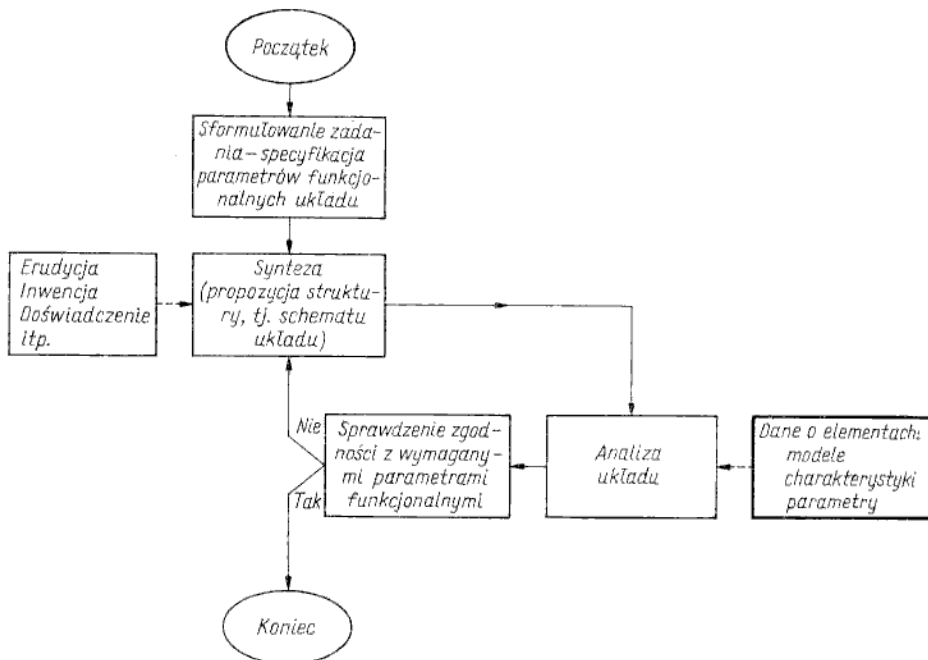 Początek
Sformułowanie zada-
nia – specyfikacja
parametrów funkcjo-
nalnych układu
Erudycja
Inwencja
Doświadczenie
itp.
Synteza
(propozycja struktu-
ry, tj. schematu
układu)
Nie
Tak
Sprawdzenie zgod-
ności z wymagany-
mi parametrami
funkcjonalnymi
Analiza
układu
Dane o elementach:
modele
charakterystyki
parametry
Koniec